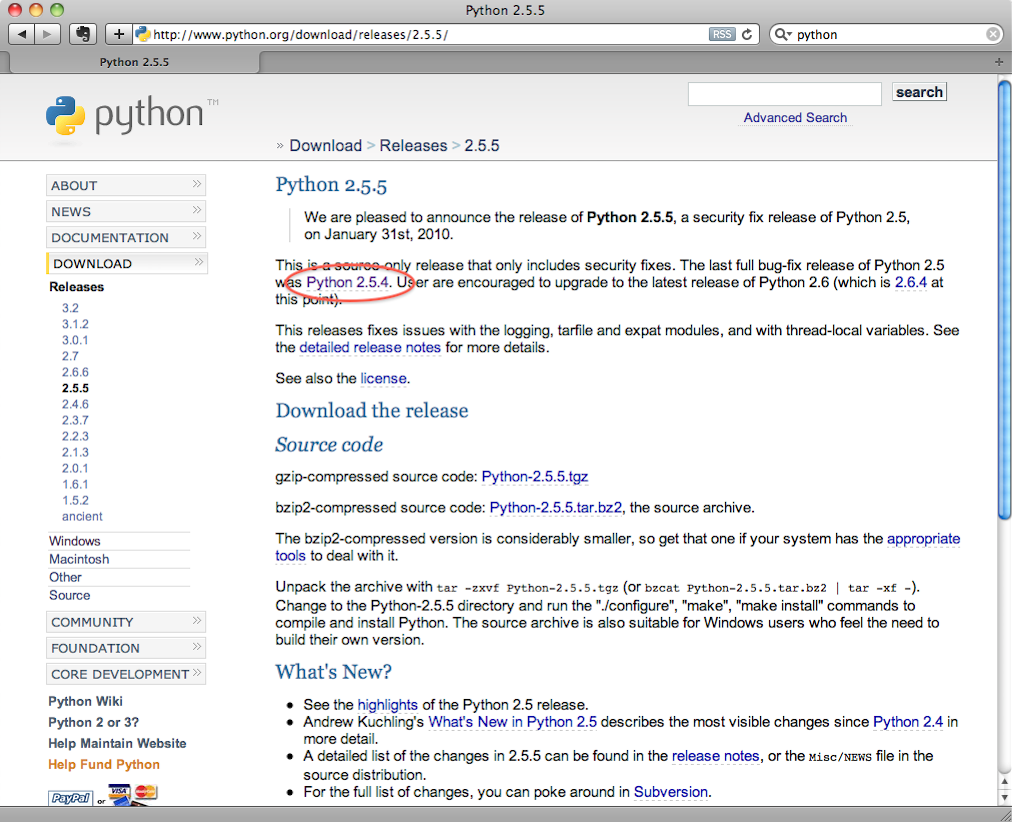 Python 2.5.5
http://www.python.org/download/releases/2.5.5/
RSS
python
Python 2.5.5
python™
search
Advanced Search
» Download > Releases > 2.5.5
ABOUT »
NEWS »
DOCUMENTATION »
DOWNLOAD »
Releases
3.2
3.1.2
3.0.1
2.7
2.6.6
2.5.5
2.4.6
2.3.7
2.2.3
2.1.3
2.0.1
1.6.1
1.5.2
ancient
Windows
Macintosh
Other
Source
COMMUNITY »
FOUNDATION »
CORE DEVELOPMENT »
Python Wiki
Python 2 or 3?
Help Maintain Website
Help Fund Python
PayPal or VISA MasterCard
Python 2.5.5
We are pleased to announce the release of Python 2.5.5, a security fix release of Python 2.5,
on January 31st, 2010.
This is a source-only release that only includes security fixes. The last full bug-fix release of Python 2.5
was Python 2.5.4. User are encouraged to upgrade to the latest release of Python 2.6 (which is 2.6.4 at
this point).
This releases fixes issues with the logging, tarfile and expat modules, and with thread-local variables. See
the detailed release notes for more details.
See also the license.
Download the release
Source code
gzip-compressed source code: Python-2.5.5.tgz
bzip2-compressed source code: Python-2.5.5.tar.bz2, the source archive.
The bzip2-compressed version is considerably smaller, so get that one if your system has the appropriate
tools to deal with it.
Unpack the archive with tar -zxvf Python-2.5.5.tgz (or bzcat Python-2.5.5.tar.bz2 | tar -xf -).
Change to the Python-2.5.5 directory and run the "./configure", "make", "make install" commands to
compile and install Python. The source archive is also suitable for Windows users who feel the need to
build their own version.
What's New?
• See the highlights of the Python 2.5 release.
• Andrew Kuchling's What's New in Python 2.5 describes the most visible changes since Python 2.4 in
more detail.
• A detailed list of the changes in 2.5.5 can be found in the release notes, or the Misc/NEWS file in the
source distribution.
• For the full list of changes, you can poke around in Subversion.